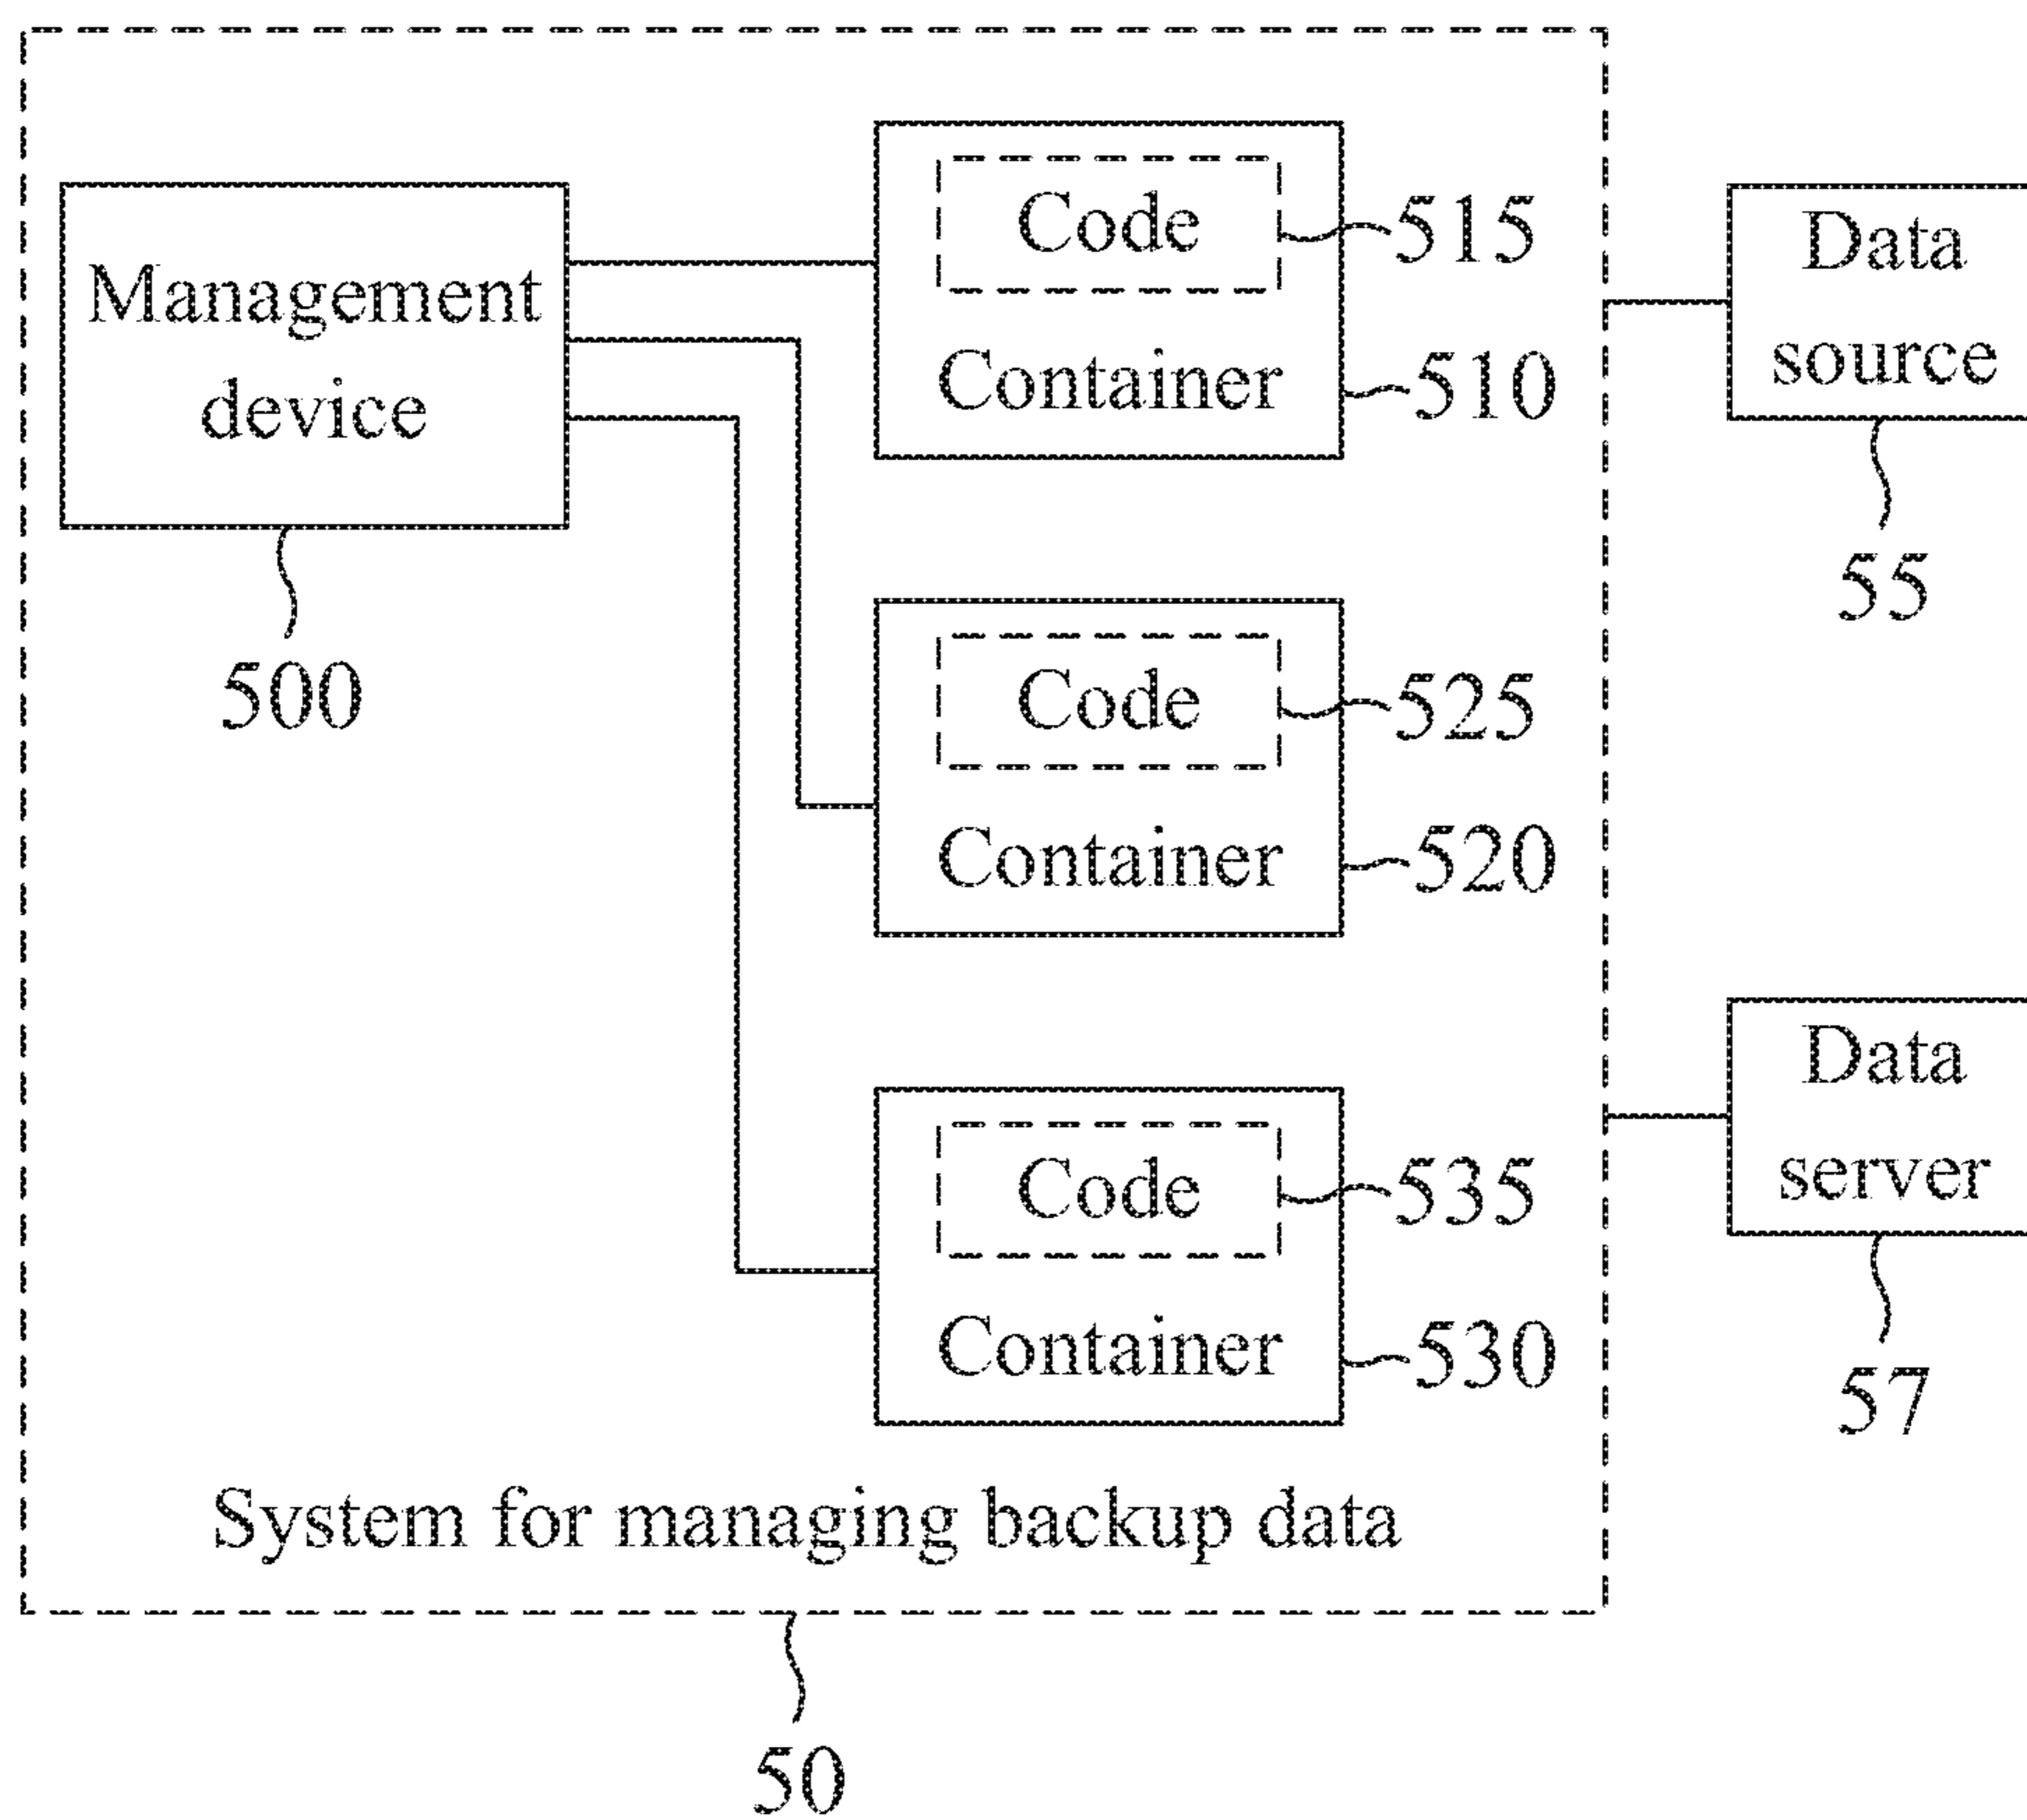 Management
device
500
Code
515
Container
510
Code
525
Container
520
Code
535
Container
530
System for managing backup data
50
Data
source
55
Data
server
57